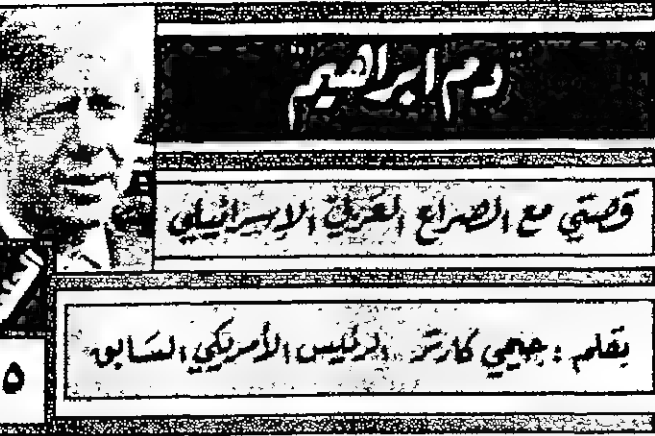 "دم ابراهيم"
قصتي مع الصراع العربي الإسرائيلي
بقلم : جيمي كارتر الرئيس الأمريكي السابق
٥